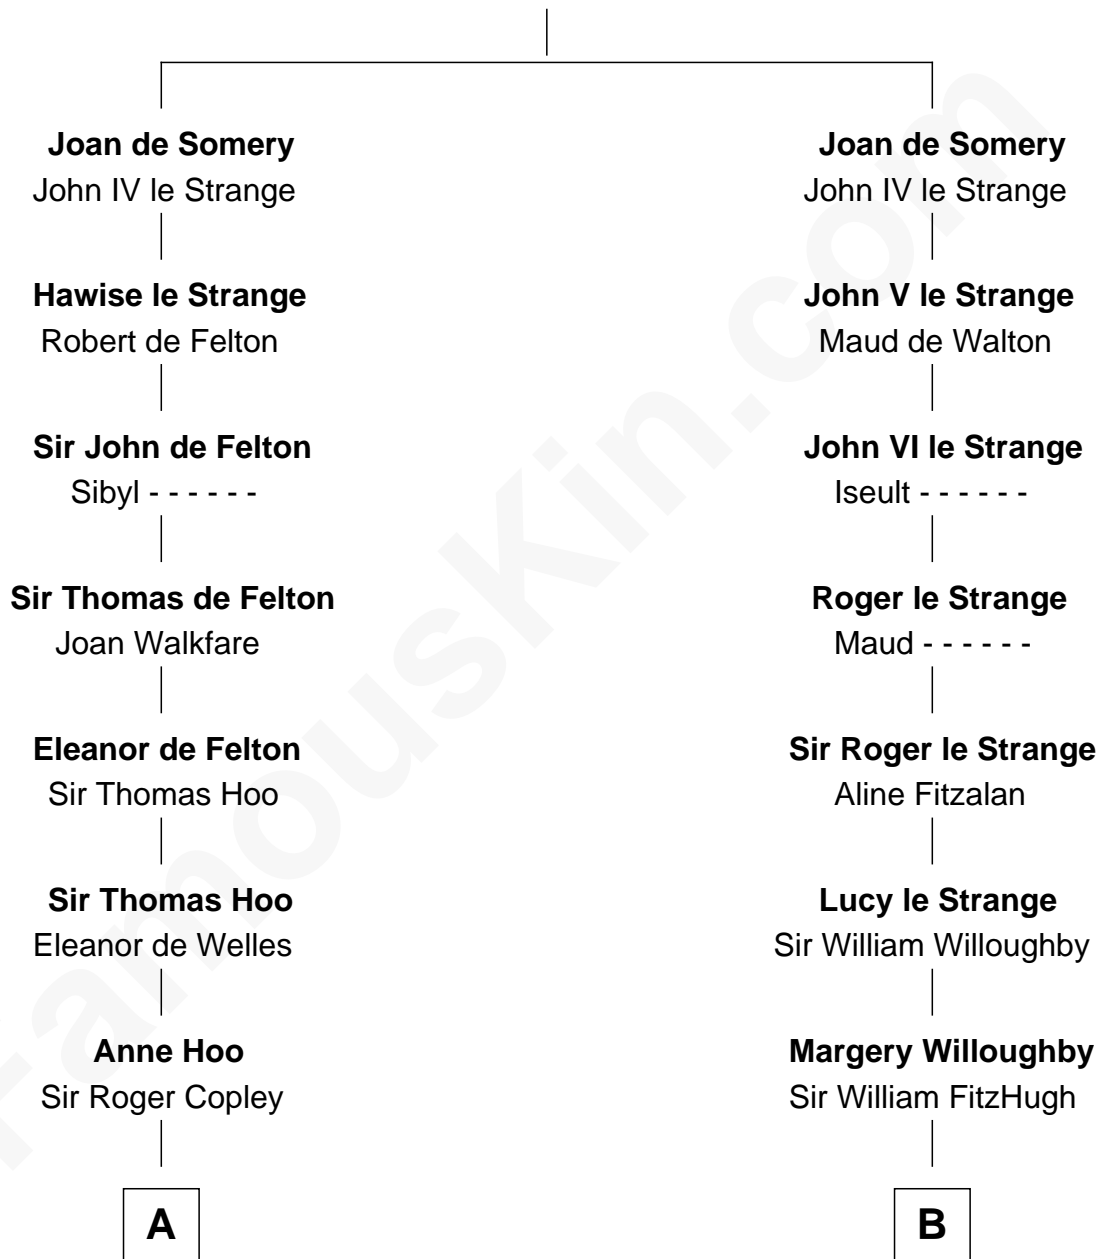 Joan de Somery
John IV le Strange
Hawise le Strange
Robert de Felton
Sir John de Felton
Sibyl - - - - - -
Sir Thomas de Felton
Joan Walkfare
Eleanor de Felton
Sir Thomas Hoo
Sir Thomas Hoo
Eleanor de Welles
Anne Hoo
Sir Roger Copley
A
Joan de Somery
John IV le Strange
John V le Strange
Maud de Walton
John VI le Strange
Iseult - - - - - -
Roger le Strange
Maud - - - - - -
Sir Roger le Strange
Aline Fitzalan
Lucy le Strange
Sir William Willoughby
Margery Willoughby
Sir William FitzHugh
B
FamousKin.com